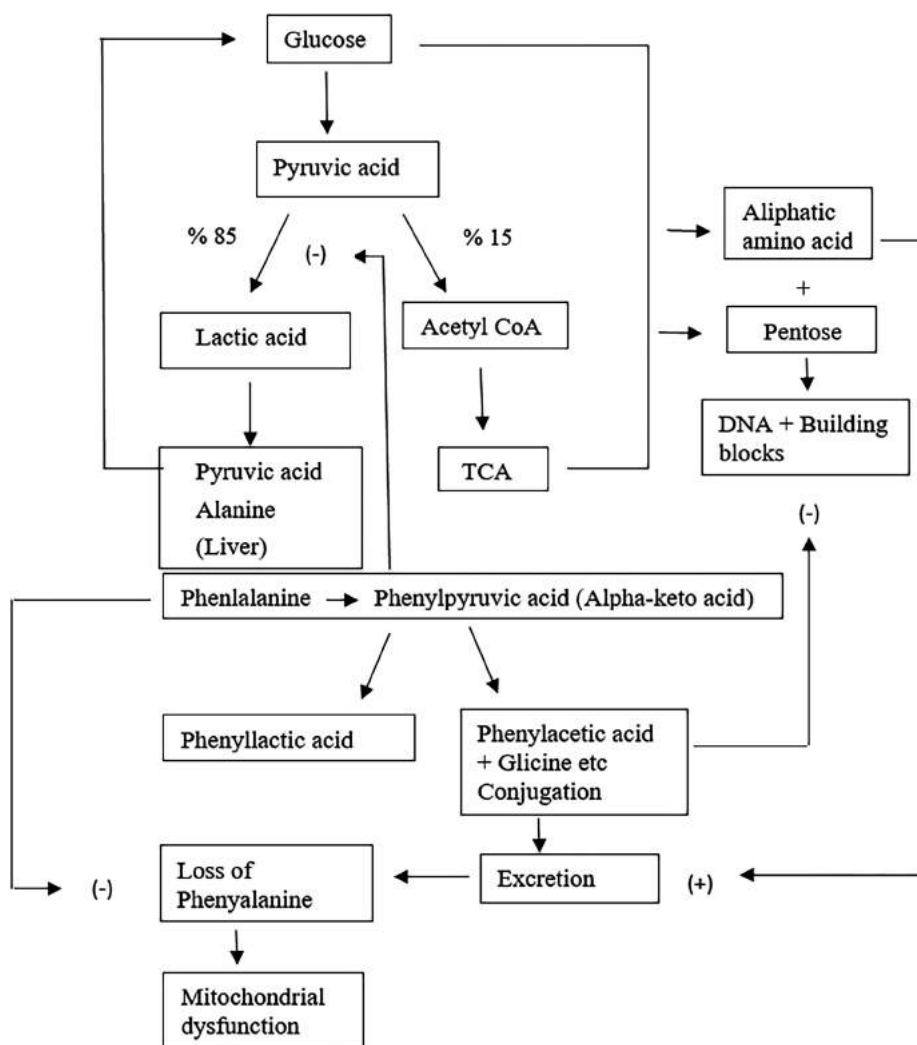 Glucose
Pyruvic acid
% 85
(-)
% 15
Aliphatic
amino acid
+
Lactic acid
Acetyl CoA
Pentose
DNA + Building
blocks
Pyruvic acid
Alanine
(Liver)
TCA
(-)
Phenlalanine
Phenylpyruvic acid (Alpha-keto acid)
Phenyllactic acid
Phenylacetic acid
+ Glicine etc
Conjugation
(-)
Loss of
Phenyalanine
Excretion
(+)
Mitochondrial
dysfunction